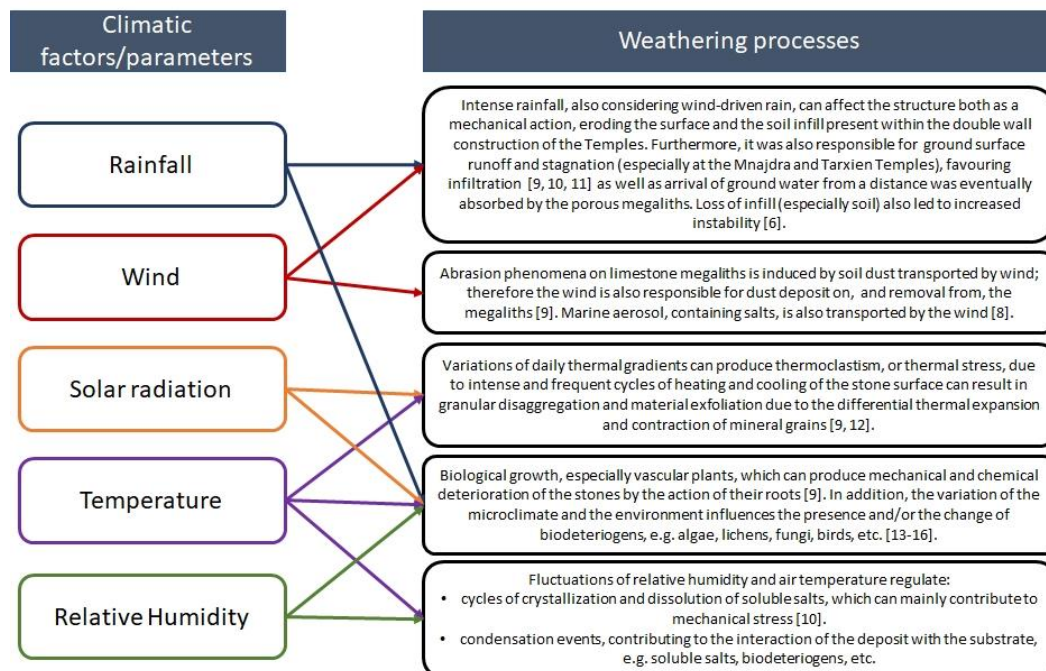 Climatic
factors/parameters
Weathering processes
Rainfall
Wind
Solar radiation
Temperature
Relative Humidity
Intense rainfall, also considering wind-driven rain, can affect the structure both as a
mechanical action, eroding the surface and the soil infill present within the double wall
construction of the Temples. Furthermore, it was also responsible for ground surface
runoff and stagnation (especially at the Mnajdra and Tarxien Temples), favouring
infiltration [9, 10, 11] as well as arrival of ground water from a distance was eventually
absorbed by the porous megaliths. Loss of infill (especially soil) also led to increased
instability [6].
Abrasion phenomena on limestone megaliths is induced by soil dust transported by wind;
therefore the wind is also responsible for dust deposit on, and removal from, the
megaliths [9]. Marine aerosol, containing salts, is also transported by the wind [8].
Variations of daily thermal gradients can produce thermoclastism, or thermal stress, due
to intense and frequent cycles of heating and cooling of the stone surface can result in
granular disaggregation and material exfoliation due to the differential thermal expansion
and contraction of mineral grains [9, 12].
Biological growth, especially vascular plants, which can produce mechanical and chemical
deterioration of the stones by the action of their roots [9]. In addition, the variation of the
microclimate and the environment influences the presence and/or the change of
biodeteriogens, e.g. algae, lichens, fungi, birds, etc. [13-16].
Fluctuations of relative humidity and air temperature regulate:
• cycles of crystallization and dissolution of soluble salts, which can mainly contribute to
mechanical stress [10].
• condensation events, contributing to the interaction of the deposit with the substrate,
e.g. soluble salts, biodeteriogens, etc.